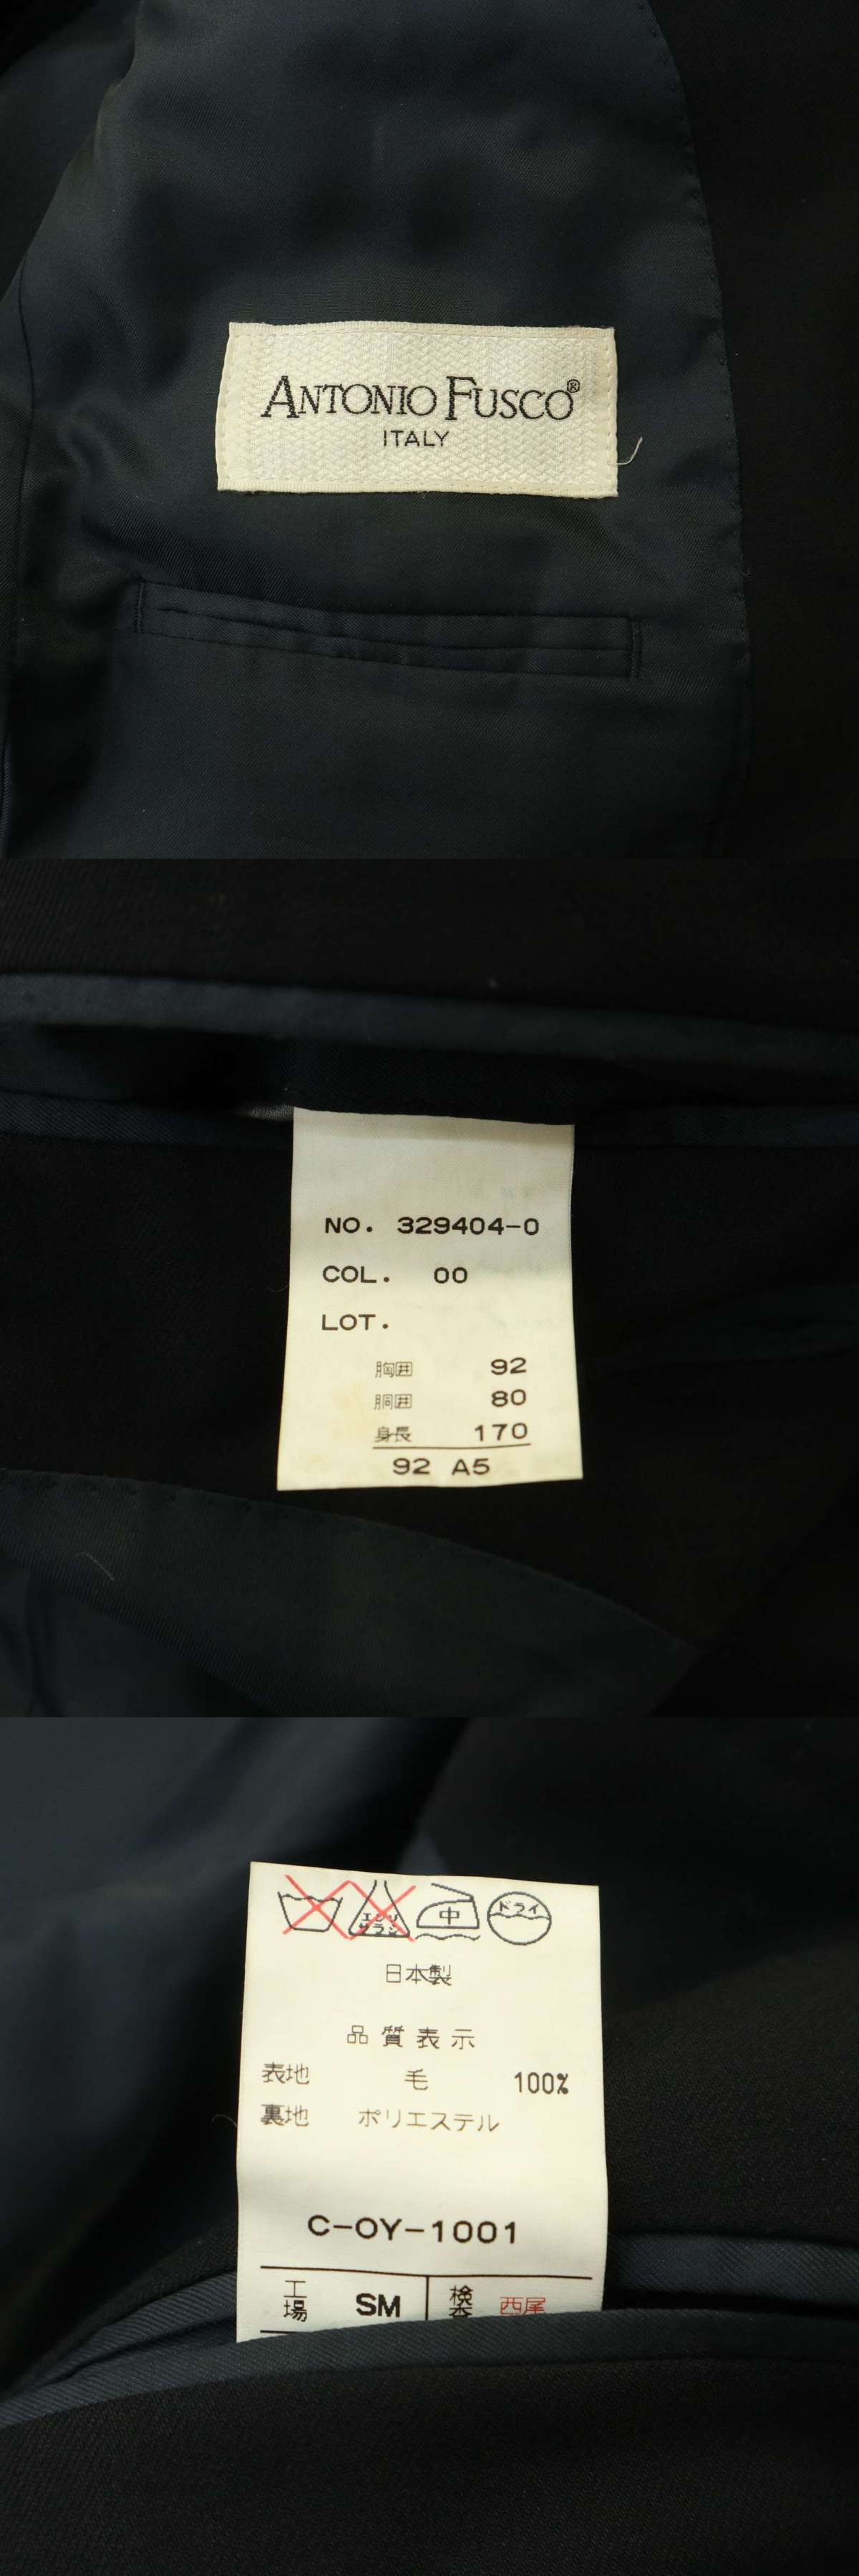 ANTONIO FUSCO®
ITALY
NO. 329404-0
COL. 00
LOT.
胸囲 92
胴囲 80
身長 170
92 A5
エンソ
サラシ
中
ドライ
日本製
品質表示
表地 毛 100%
裏地 ポリエステル
C-OY-1001
工場 SM 検査 西尾